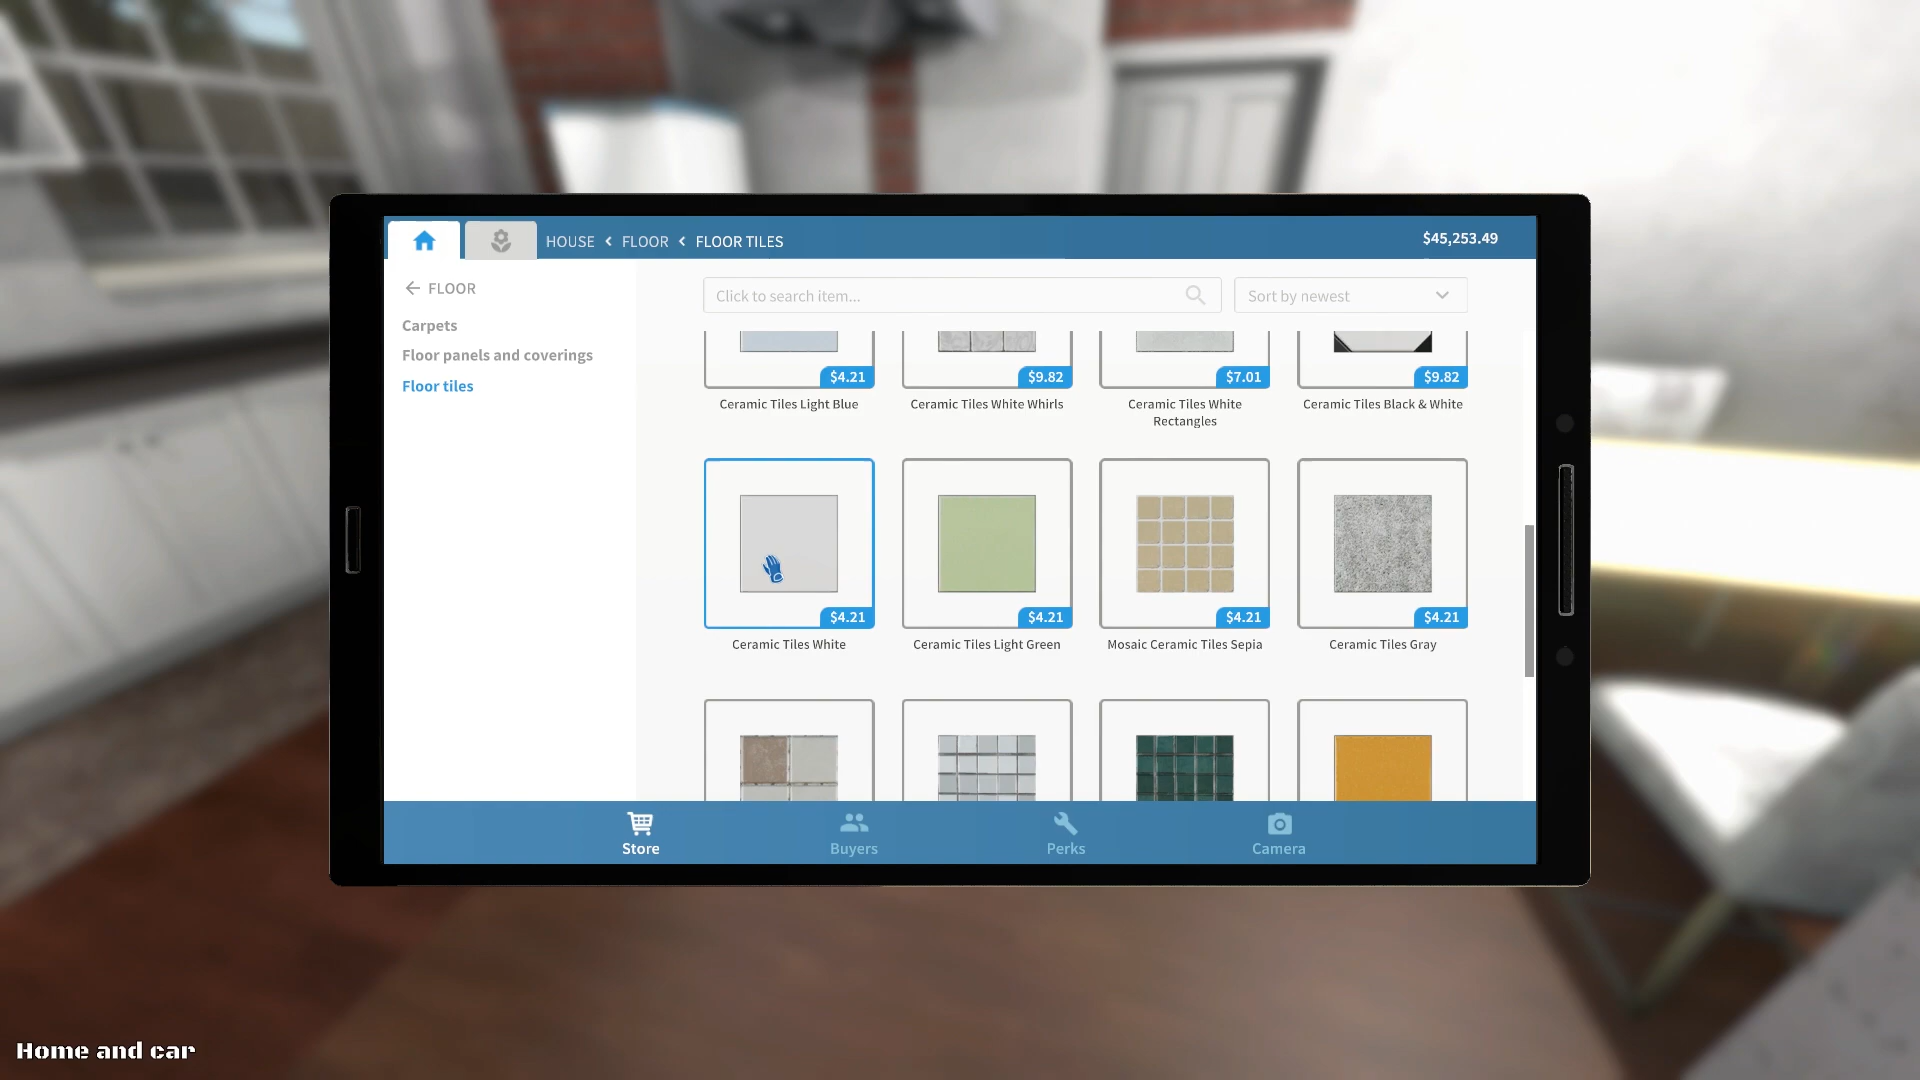 HOUSE < FLOOR < FLOOR TILES
$45,253.49
FLOOR
Carpets
Floor panels and coverings
Floor tiles
Click to search item...
Sort by newest
$4.21
$9.82
$7.01
$9.82
Ceramic Tiles Light Blue
Ceramic Tiles White Whirls
Ceramic Tiles White
Rectangles
Ceramic Tiles Black & White
$4.21
$4.21
$4.21
$4.21
Ceramic Tiles White
Ceramic Tiles Light Green
Mosaic Ceramic Tiles Sepia
Ceramic Tiles Gray
Store
Buyers
Perks
Camera
Home and car